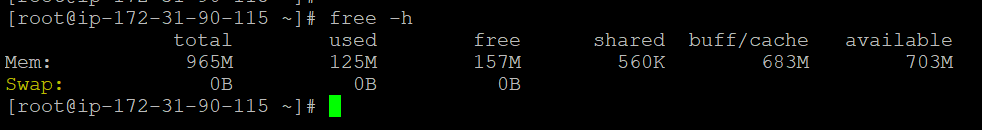 [root@ip-172-31-90-115 ~]# free -h
total used free shared buff/cache available
Mem: 965M 125M 157M 560K 683M 703M
Swap: 0B 0B 0B
[root@ip-172-31-90-115 ~]#